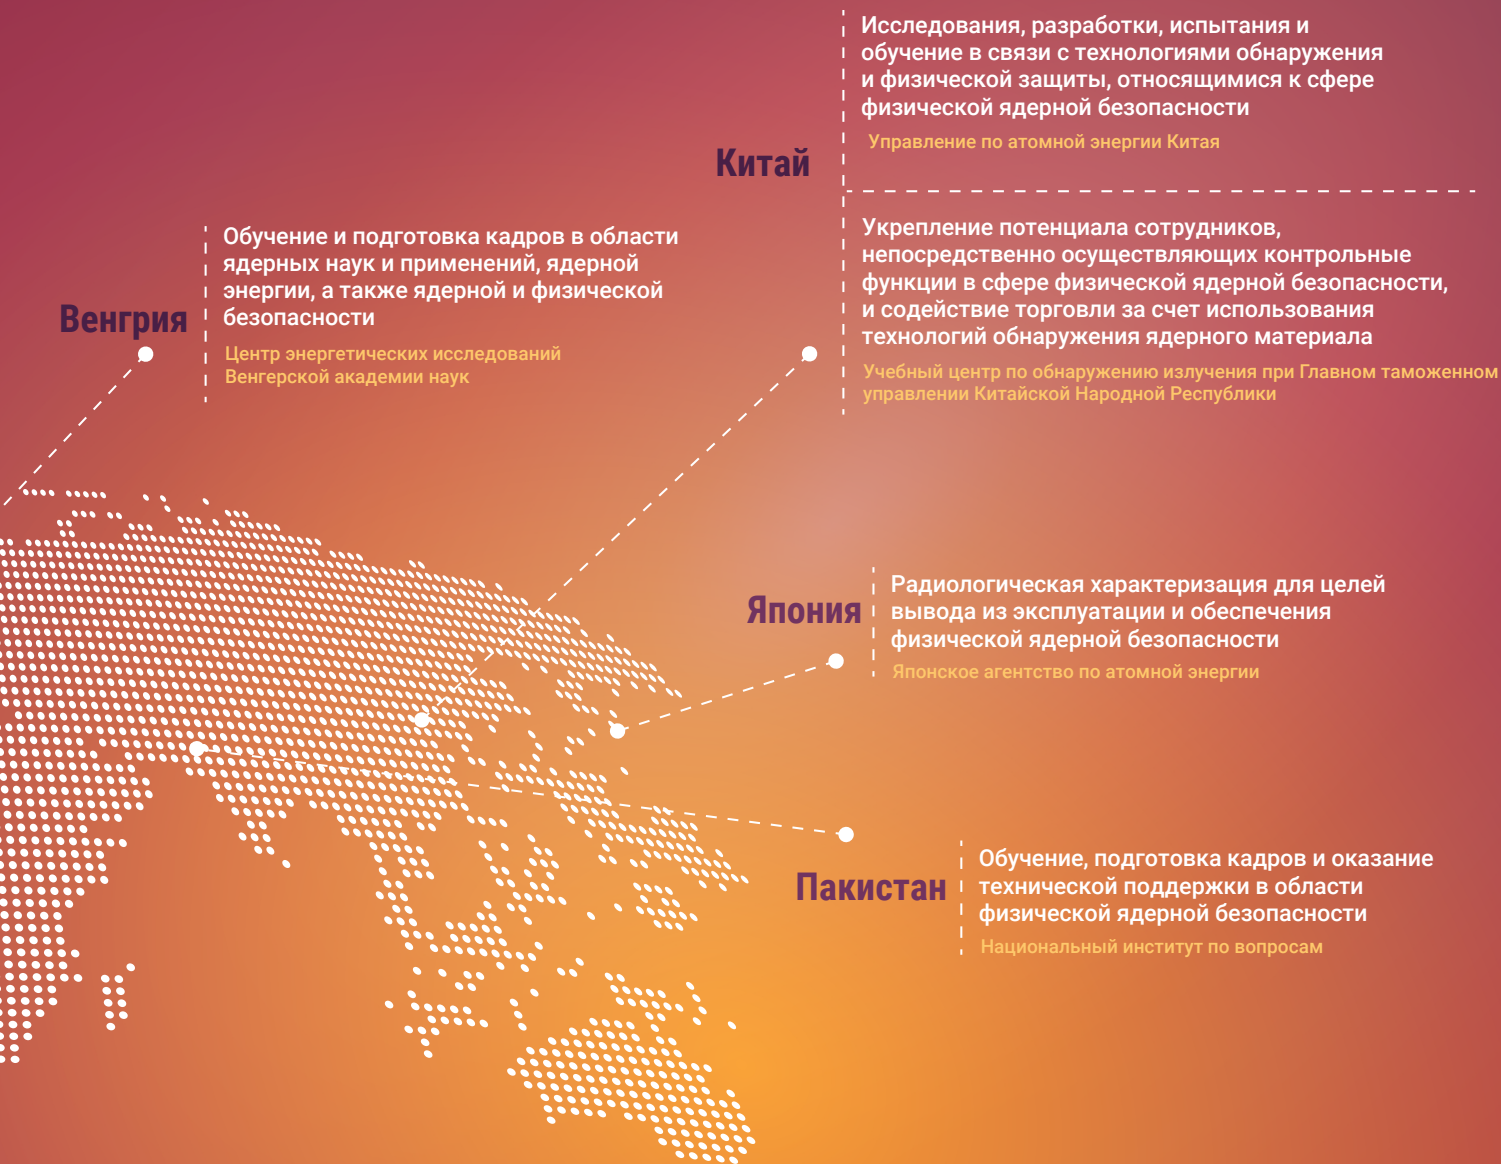 Исследования, разработки, испытания и
обучение в связи с технологиями обнаружения
и физической защиты, относящимися к сфере
физической ядерной безопасности
Управление по атомной энергии Китая
Китай
Укрепление потенциала сотрудников,
непосредственно осуществляющих контрольные
функции в сфере физической ядерной безопасности,
и содействие торговли за счет использования
технологий обнаружения ядерного материала
Учебный центр по обнаружению излучения при Главном таможенном
управлении Китайской Народной Республики
Венгрия
Обучение и подготовка кадров в области
ядерных наук и применений, ядерной
энергии, а также ядерной и физической
безопасности
Центр энергетических исследований
Венгерской академии наук
Япония
Радиологическая характеризация для целей
вывода из эксплуатации и обеспечения
физической ядерной безопасности
Японское агентство по атомной энергии
Пакистан
Обучение, подготовка кадров и оказание
технической поддержки в области
физической ядерной безопасности
Национальный институт по вопросам